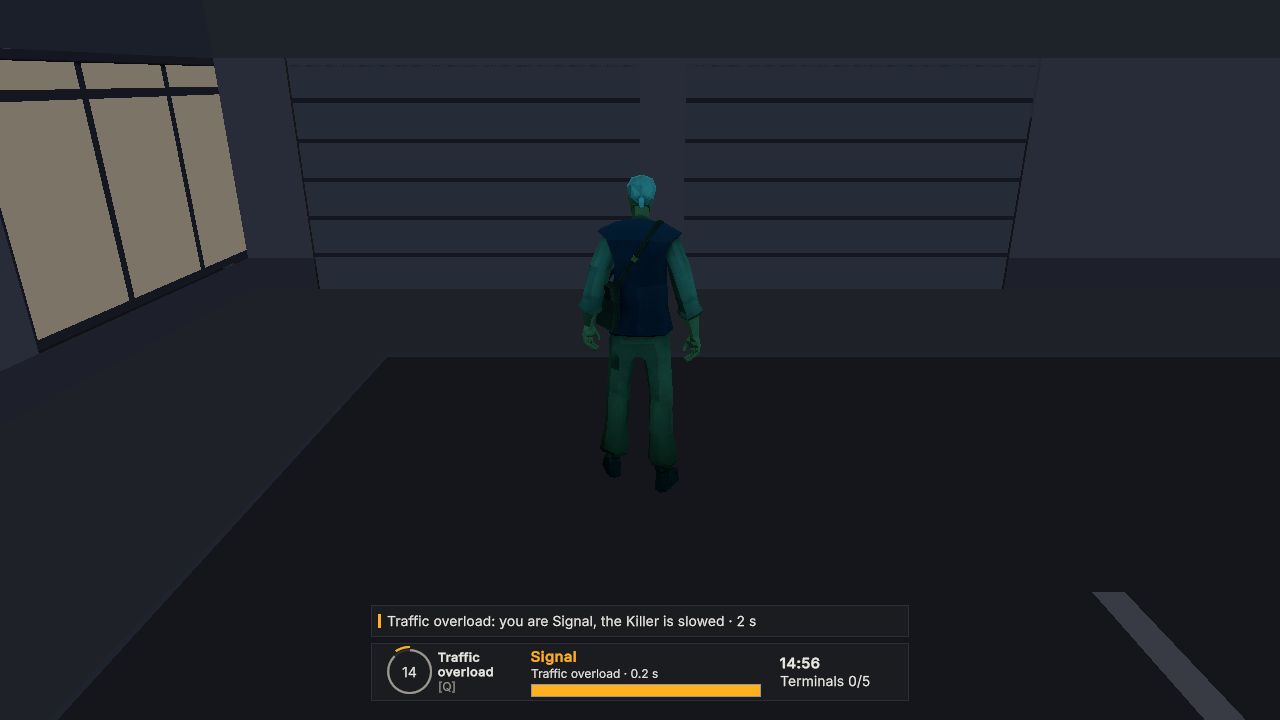 Traffic overload: you are Signal, the Killer is slowed · 2 s
14
Traffic
overload
[Q]
Signal
Traffic overload · 0.2 s
14:56
Terminals 0/5